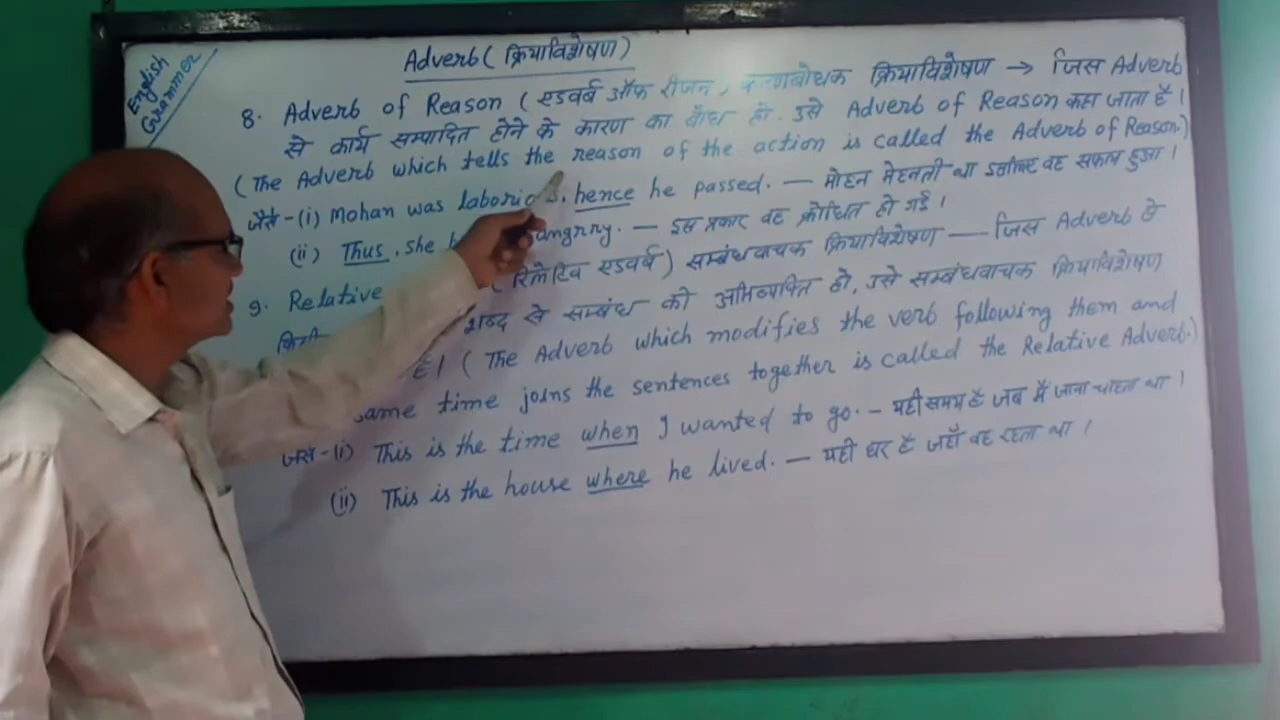 English
Grammer
Adverb (क्रियाविशेषण)
8. Adverb of Reason (एडवर्ब ऑफ रीजन, क्रियाविशेषण → जिस Adverb
से कार्य सम्पादित होने के कारण का बोध हो. उसे Adverb of Reason कहा जाता है।
(The Adverb which tells the reason of the action is called the Adverb of Reason.)
जैसे-(i) Mohan was hence he passed. — मोहन मेहनती था इसलिए वह सफल हुआ।
(ii) Thus, she angrry. — इस प्रकार वह क्रोधित हो गई।
9. Relative (रिलेटिव एडवर्ब) सम्बंधवाचक क्रियाविशेषण — जिस Adverb से
शब्द से सम्बंध की अभिव्यक्ति हो, उसे सम्बंधवाचक क्रियाविशेषण
है। (The Adverb which modifies the verb following them and
same time joins the sentences together is called the Relative Adverb.)
जैसे-(i) This is the time when I wanted to go. — यही समय है जब मैं जाना चाहता था।
(ii) This is the house where he lived. — यही घर है जहाँ वह रहता था।